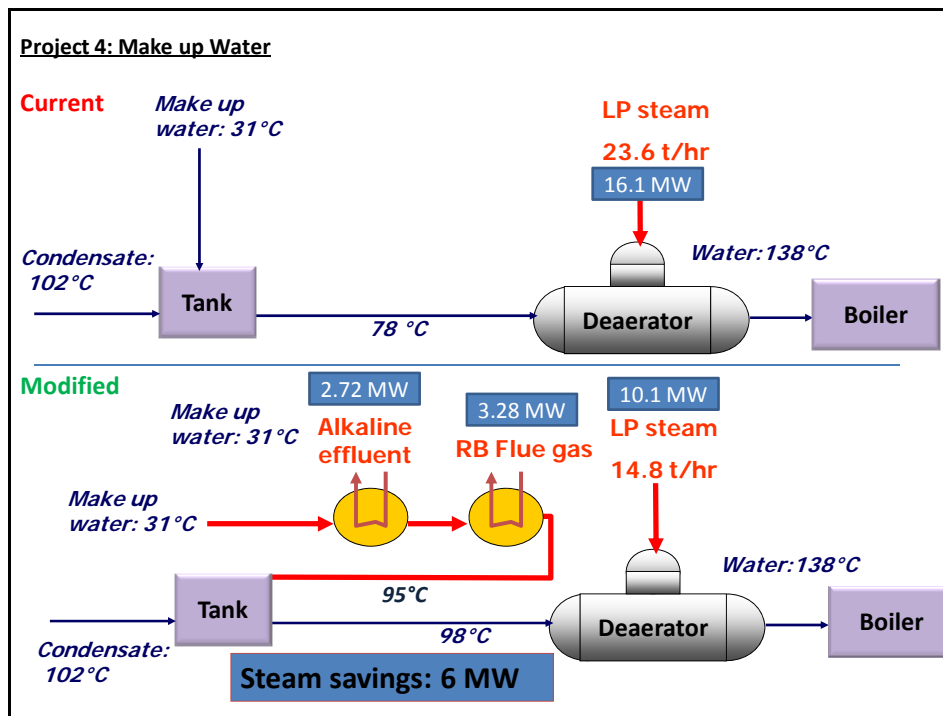 Project 4: Make up Water
Current
Make up
water: 31°C
LP steam
23.6 t/hr
16.1 MW
Condensate:
102°C
Tank
78 °C
Deaerator
Water:138°C
Boiler
Modified
Make up
water: 31°C
2.72 MW
Alkaline
effluent
3.28 MW
RB Flue gas
10.1 MW
LP steam
14.8 t/hr
Make up
water: 31°C
95°C
Tank
98°C
Condensate:
102°C
Deaerator
Water:138°C
Boiler
Steam savings: 6 MW